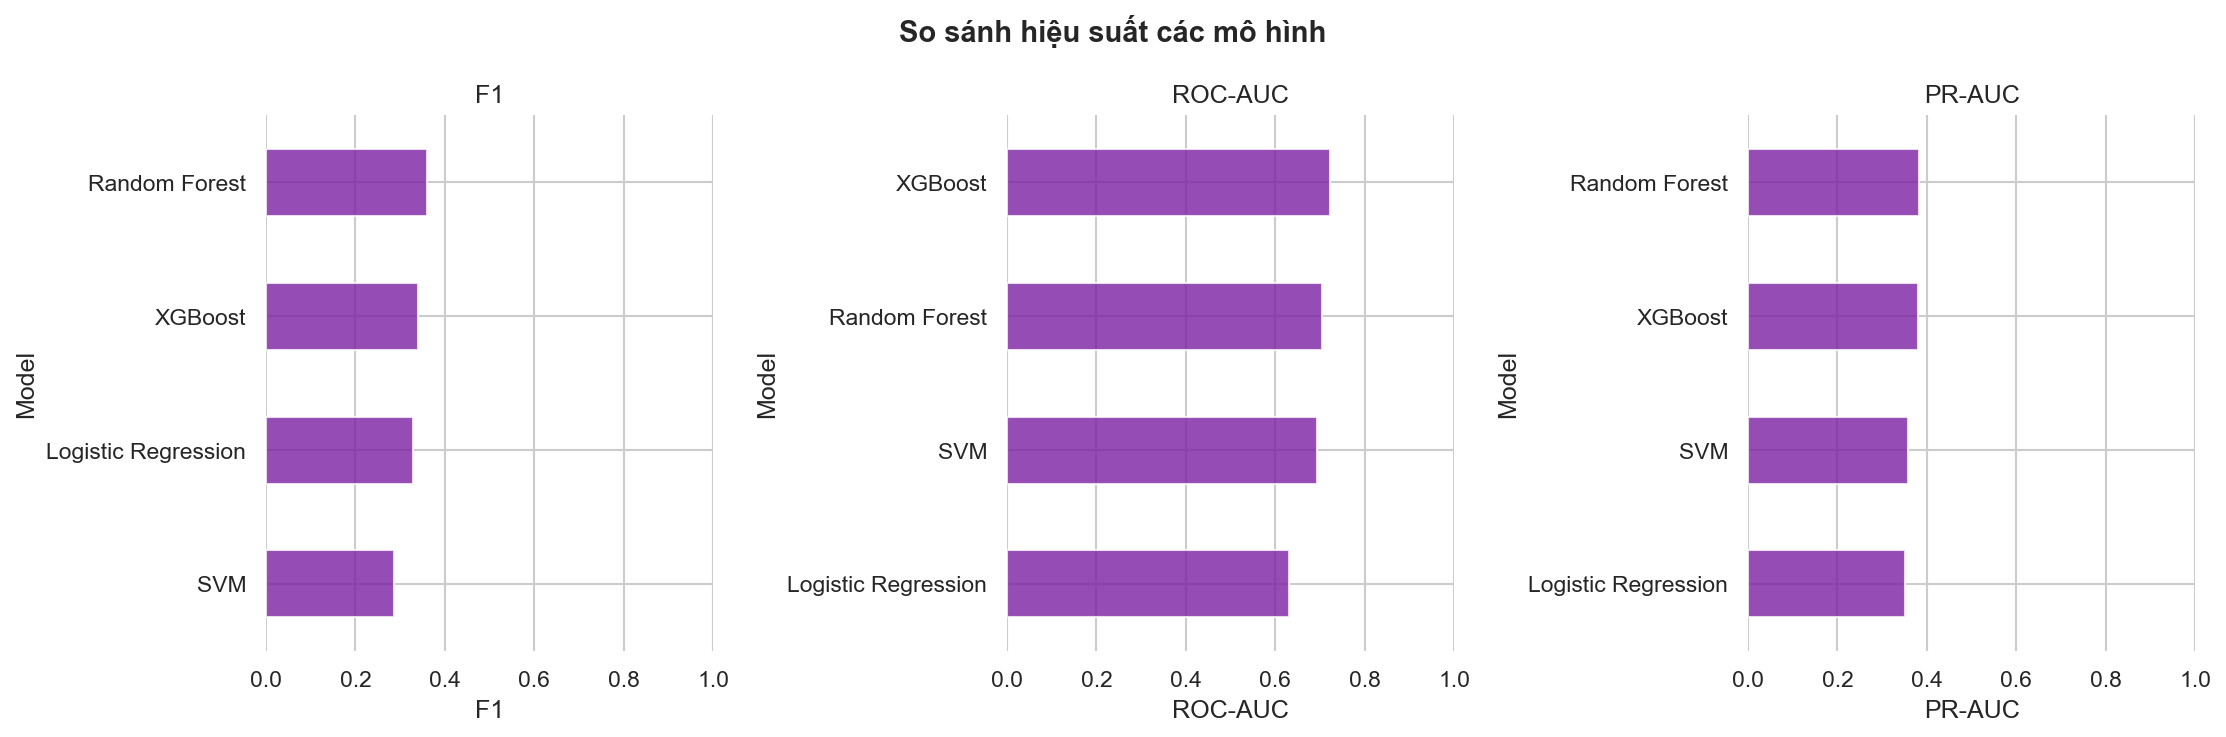 So sánh hiệu suất các mô hình
F1
Model
Random Forest
XGBoost
Logistic Regression
SVM
0.0 0.2 0.4 0.6 0.8 1.0
F1
ROC-AUC
Model
XGBoost
Random Forest
SVM
Logistic Regression
0.0 0.2 0.4 0.6 0.8 1.0
ROC-AUC
PR-AUC
Model
Random Forest
XGBoost
SVM
Logistic Regression
0.0 0.2 0.4 0.6 0.8 1.0
PR-AUC